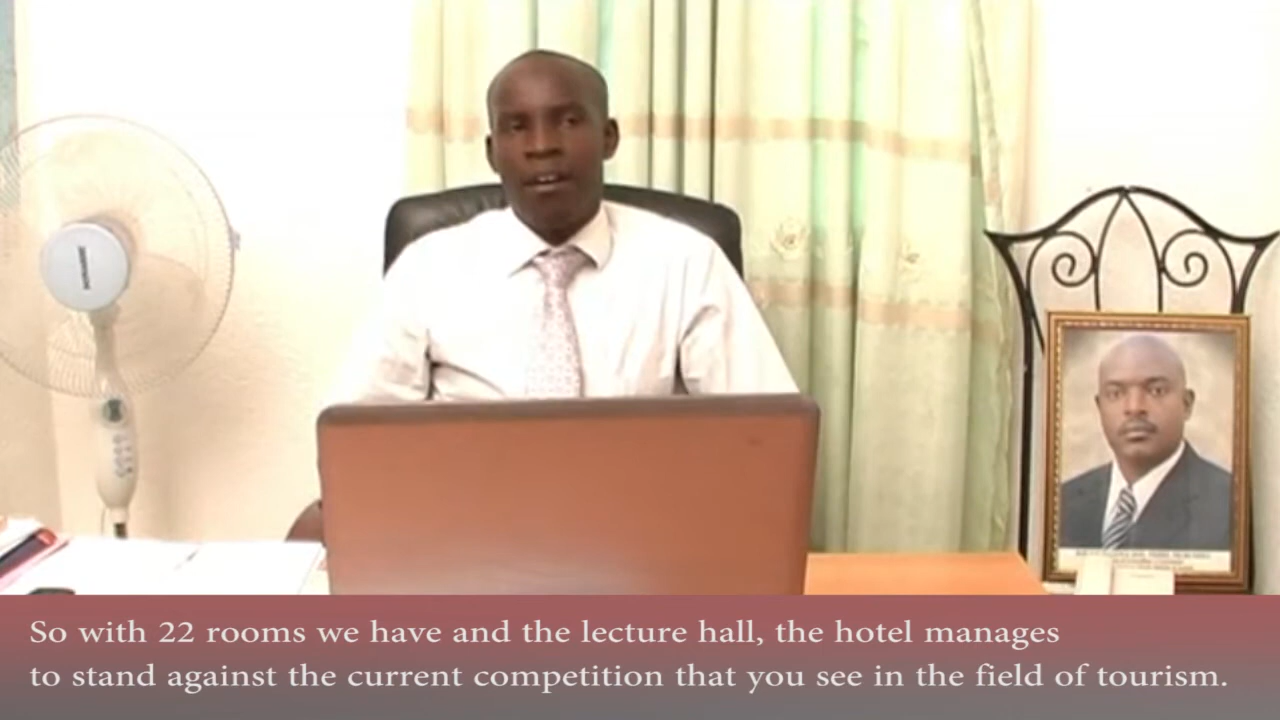 So with 22 rooms we have and the lecture hall, the hotel manages
to stand against the current competition that you see in the field of tourism.